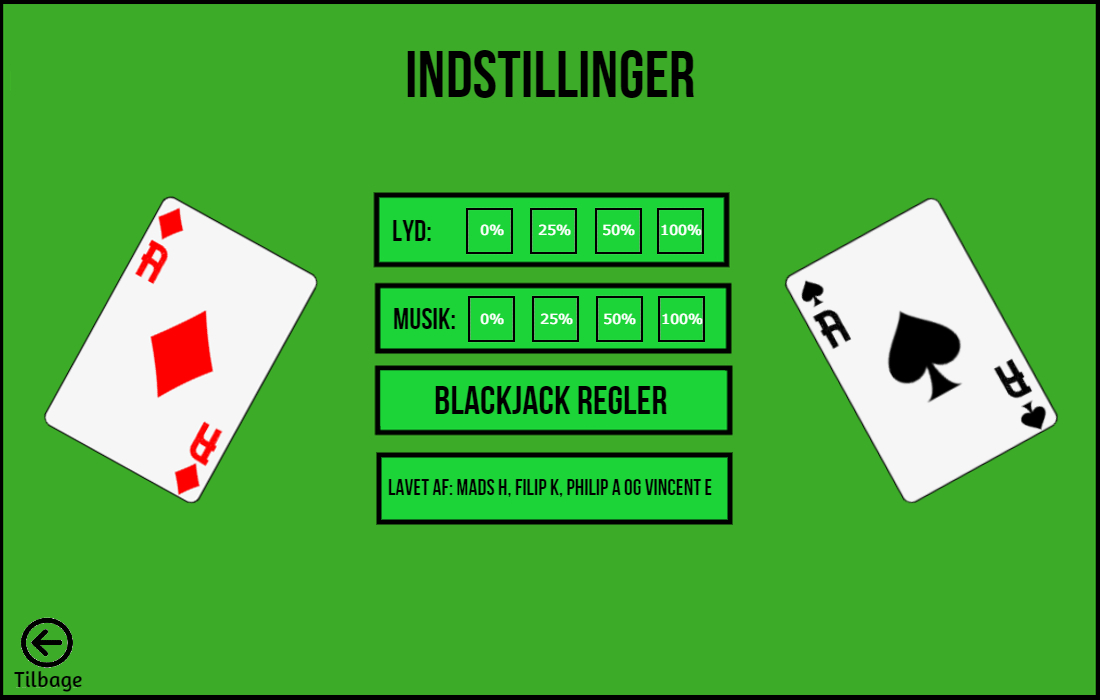 INDSTILLINGER
A
A
LYD: 0% 25% 50% 100%
MUSIK: 0% 25% 50% 100%
BLACKJACK REGLER
LAVET AF: MADS H, FILIP K, PHILIP A OG VINCENT E
A
A
Tilbage